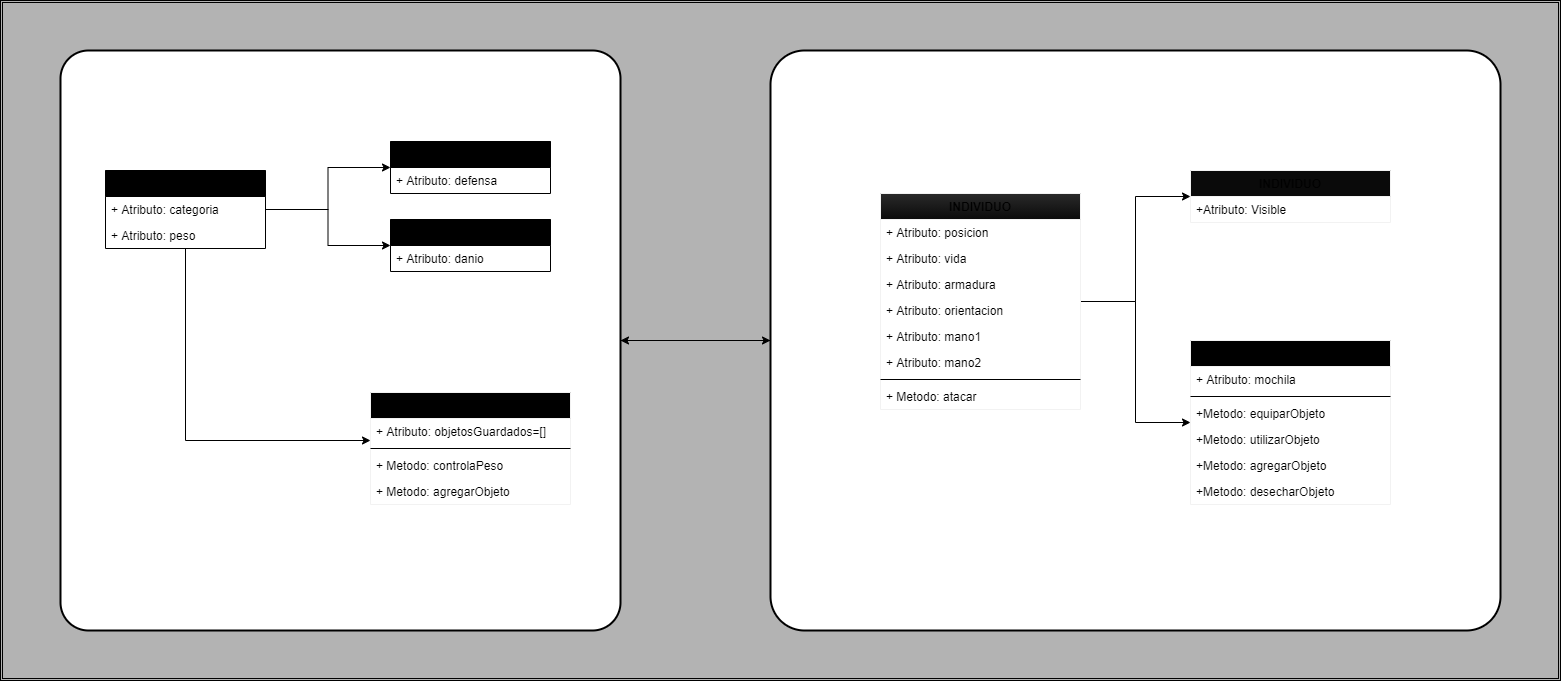 + Atributo: categoria
+ Atributo: peso
+ Atributo: defensa
+ Atributo: danio
+ Atributo: objetosGuardados=[]
+ Metodo: controlaPeso
+ Metodo: agregarObjeto
INDIVIDUO
+ Atributo: posicion
+ Atributo: vida
+ Atributo: armadura
+ Atributo: orientacion
+ Atributo: mano1
+ Atributo: mano2
+ Metodo: atacar
INDIVIDUO
+Atributo: Visible
+ Atributo: mochila
+Metodo: equiparObjeto
+Metodo: utilizarObjeto
+Metodo: agregarObjeto
+Metodo: desecharObjeto